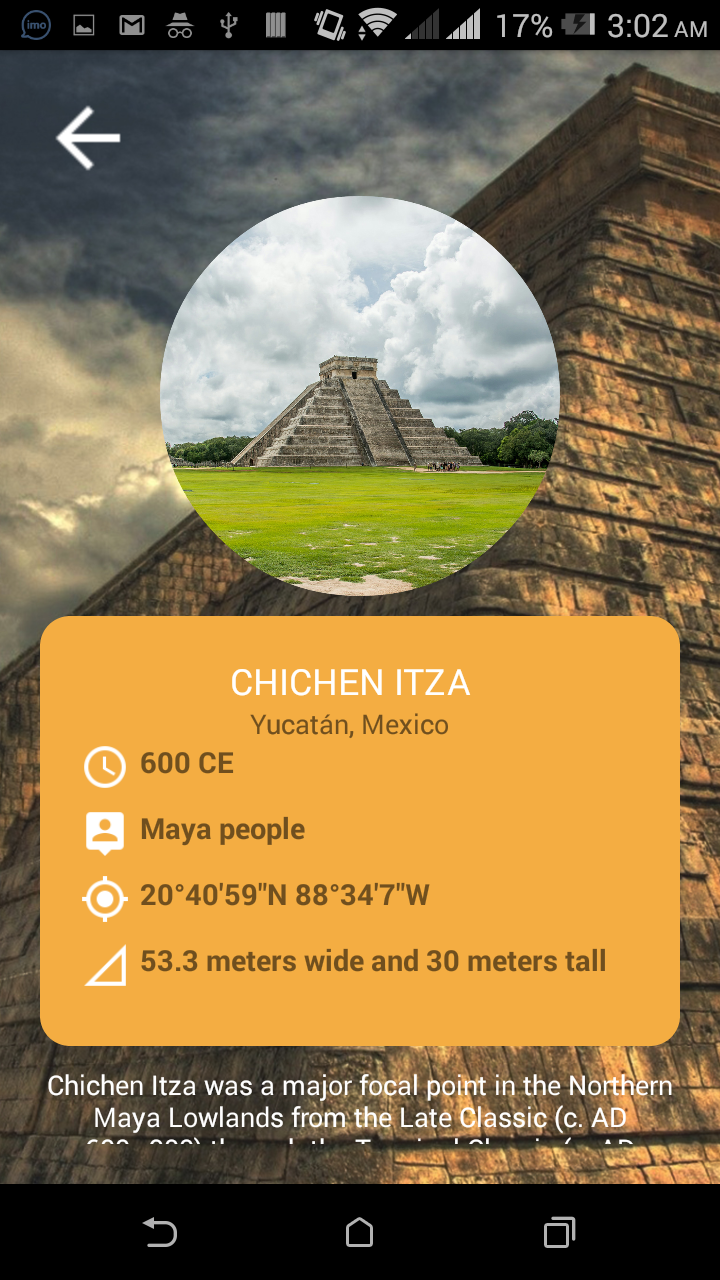 imo 17% 3:02 AM
CHICHEN ITZA
Yucatán, Mexico
600 CE
Maya people
20°40'59"N 88°34'7"W
53.3 meters wide and 30 meters tall
Chichen Itza was a major focal point in the Northern
Maya Lowlands from the Late Classic (c. AD